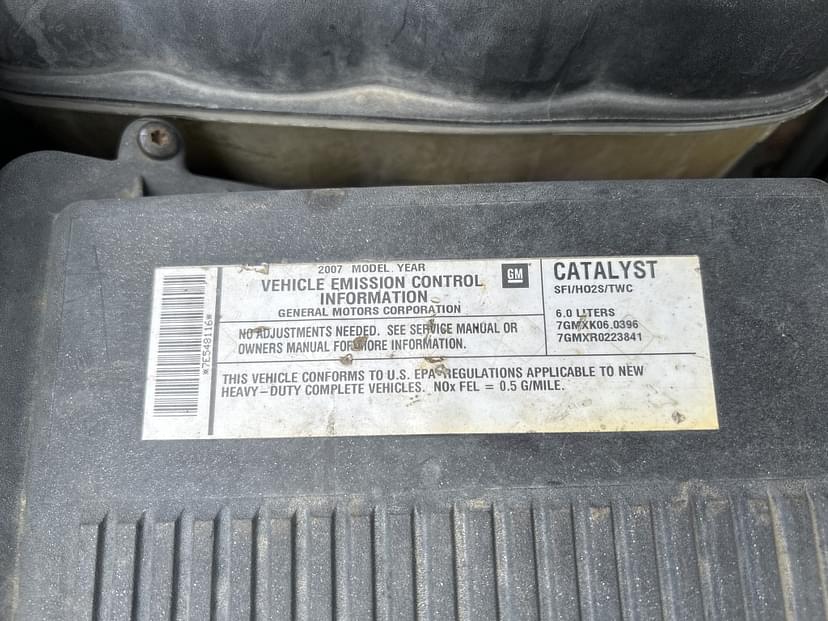 *7E548116*
2007 MODEL YEAR
VEHICLE EMISSION CONTROL
INFORMATION
GENERAL MOTORS CORPORATION
GM
NO ADJUSTMENTS NEEDED. SEE SERVICE MANUAL OR
OWNERS MANUAL FOR MORE INFORMATION.
CATALYST
SFI/HO2S/TWC
6.0 LITERS
7GMXK06.0396
7GMXR0223841
THIS VEHICLE CONFORMS TO U.S. EPA REGULATIONS APPLICABLE TO NEW
HEAVY-DUTY COMPLETE VEHICLES. NOx FEL = 0.5 G/MILE.